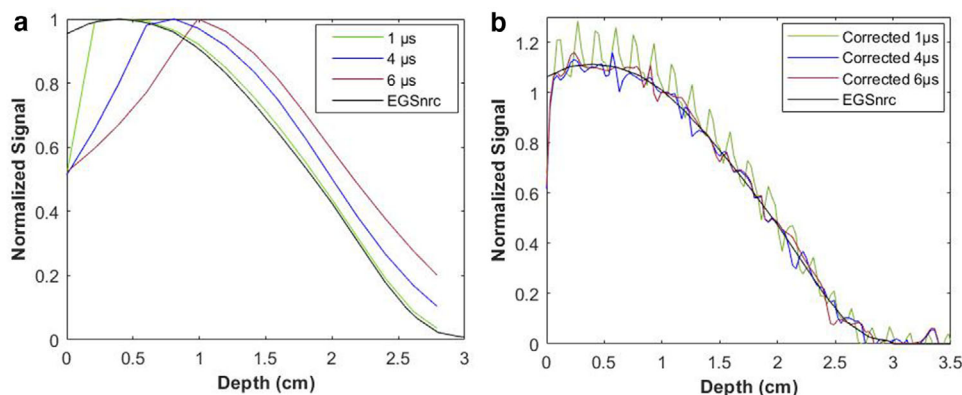 a
1 µs
4 µs
6 µs
EGSnrc
Normalized Signal
1
0.8
0.6
0.4
0.2
0
0 0.5 1 1.5 2 2.5 3
Depth (cm)
b
Corrected 1µs
Corrected 4µs
Corrected 6µs
EGSnrc
Normalized Signal
1.2
1
0.8
0.6
0.4
0.2
0
0 0.5 1 1.5 2 2.5 3 3.5
Depth (cm)